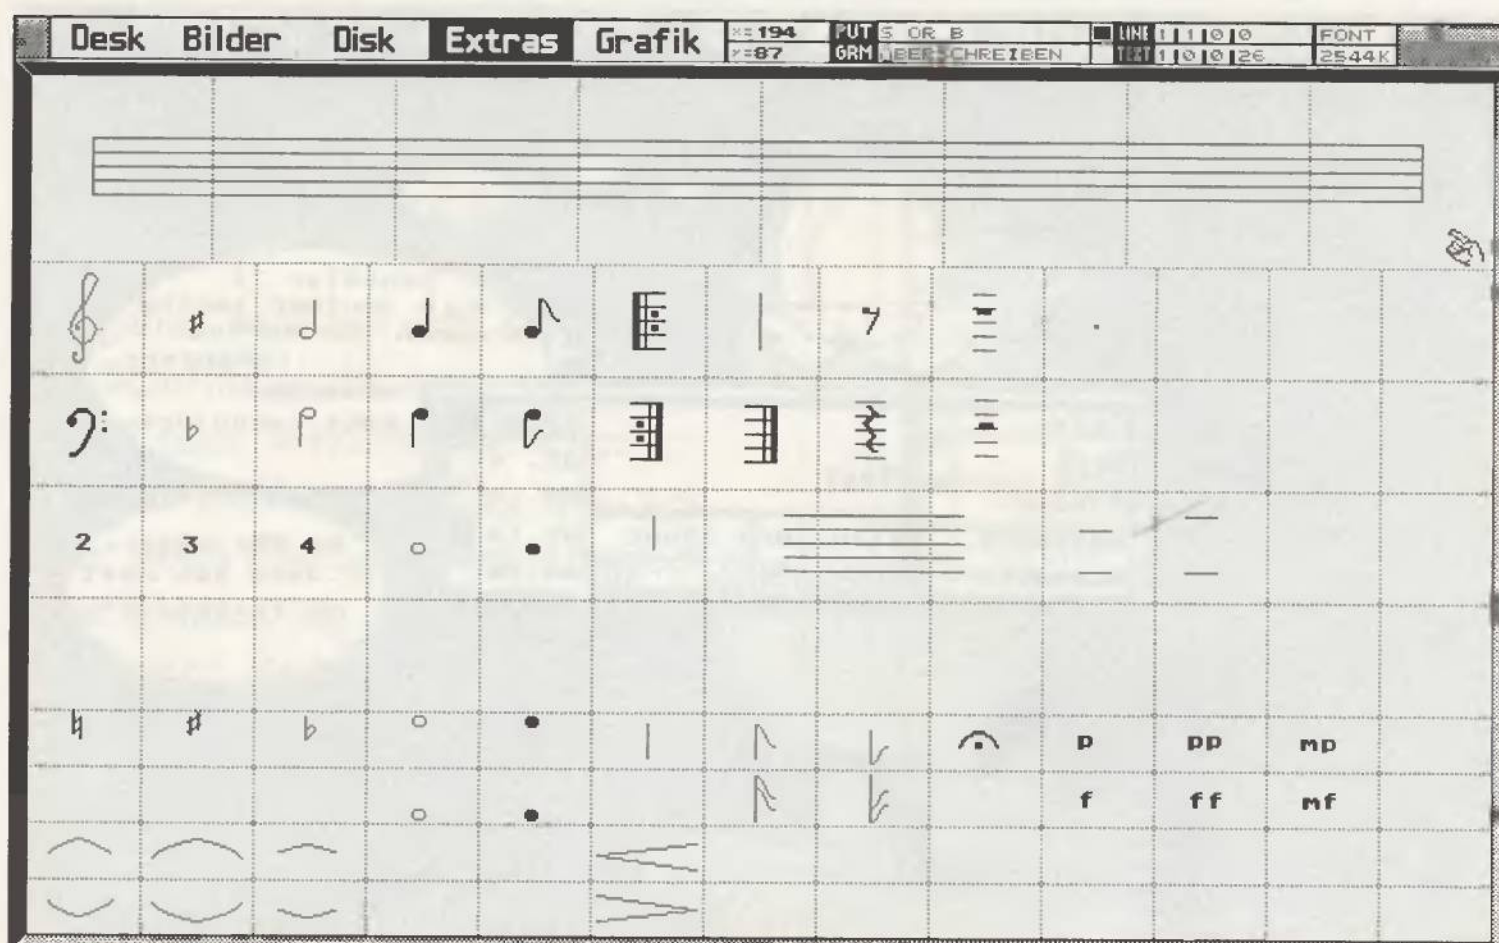 Desk Bilder Disk Extras Grafik x=194 PUT S OR B LINE 1 1 0 0 FONT
y=87 GRM ÜBERSCHREIBEN TEXT 1 0 0 26 2544K
2 3 4
p pp mp
f ff mf